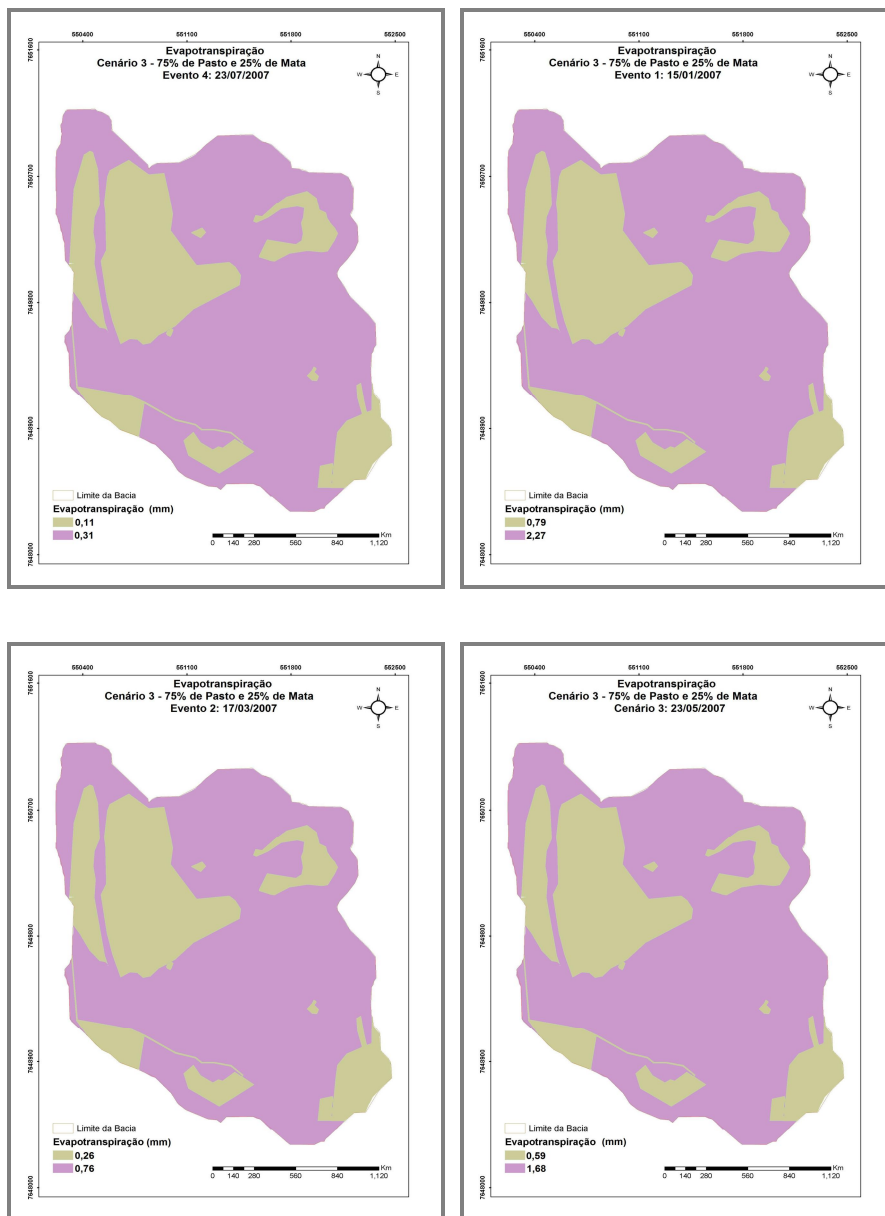 550400 551100 551800 552500
7651600
7650700
7649800
7648900
7648000
Evapotranspiração
Cenário 3 - 75% de Pasto e 25% de Mata
Evento 4: 23/07/2007
N
W E
S
Limite da Bacia
Evapotranspiração (mm)
0,11
0,31
Km
0 140 280 560 840 1,120
550400 551100 551800 552500
7651600
7650700
7649800
7648900
7648000
Evapotranspiração
Cenário 3 - 75% de Pasto e 25% de Mata
Evento 1: 15/01/2007
N
W E
S
Limite da Bacia
Evapotranspiração (mm)
0,79
2,27
Km
0 140 280 560 840 1,120
550400 551100 551800 552500
7651600
7650700
7649800
7648900
7648000
Evapotranspiração
Cenário 3 - 75% de Pasto e 25% de Mata
Evento 2: 17/03/2007
N
W E
S
Limite da Bacia
Evapotranspiração (mm)
0,26
0,76
Km
0 140 280 560 840 1,120
550400 551100 551800 552500
7651600
7650700
7649800
7648900
7648000
Evapotranspiração
Cenário 3 - 75% de Pasto e 25% de Mata
Cenário 3: 23/05/2007
N
W E
S
Limite da Bacia
Evapotranspiração (mm)
0,59
1,68
Km
0 140 280 560 840 1,120